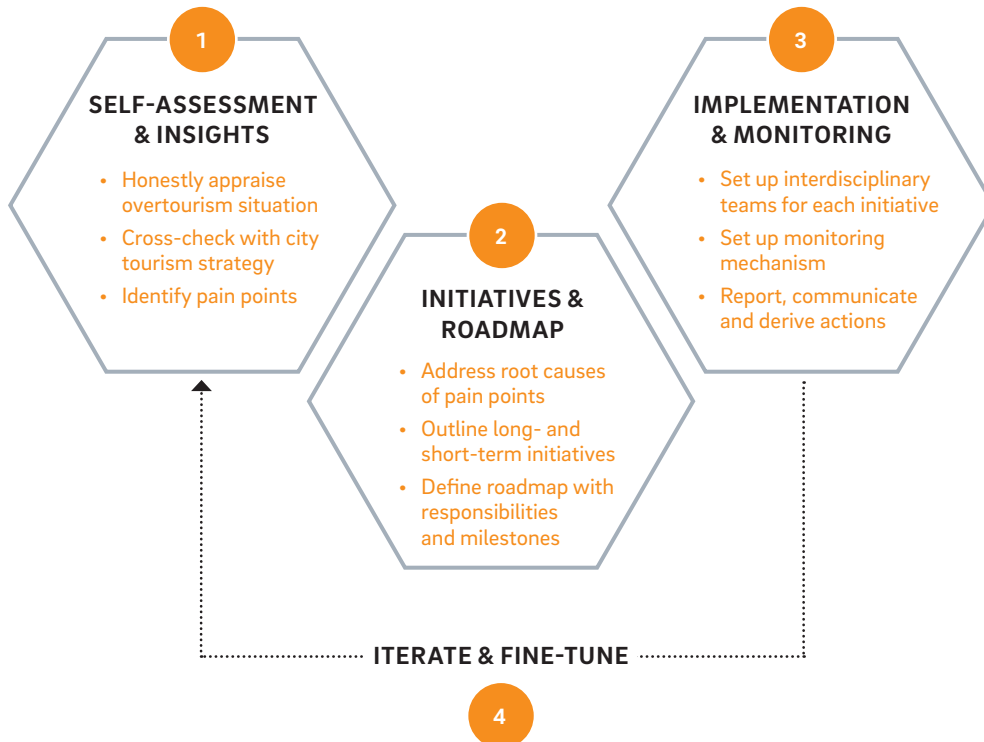 1
SELF-ASSESSMENT
& INSIGHTS
• Honestly appraise
overtourism situation
• Cross-check with city
tourism strategy
• Identify pain points
2
INITIATIVES &
ROADMAP
• Address root causes
of pain points
• Outline long- and
short-term initiatives
• Define roadmap with
responsibilities
and milestones
3
IMPLEMENTATION
& MONITORING
• Set up interdisciplinary
teams for each initiative
• Set up monitoring
mechanism
• Report, communicate
and derive actions
ITERATE & FINE-TUNE
4